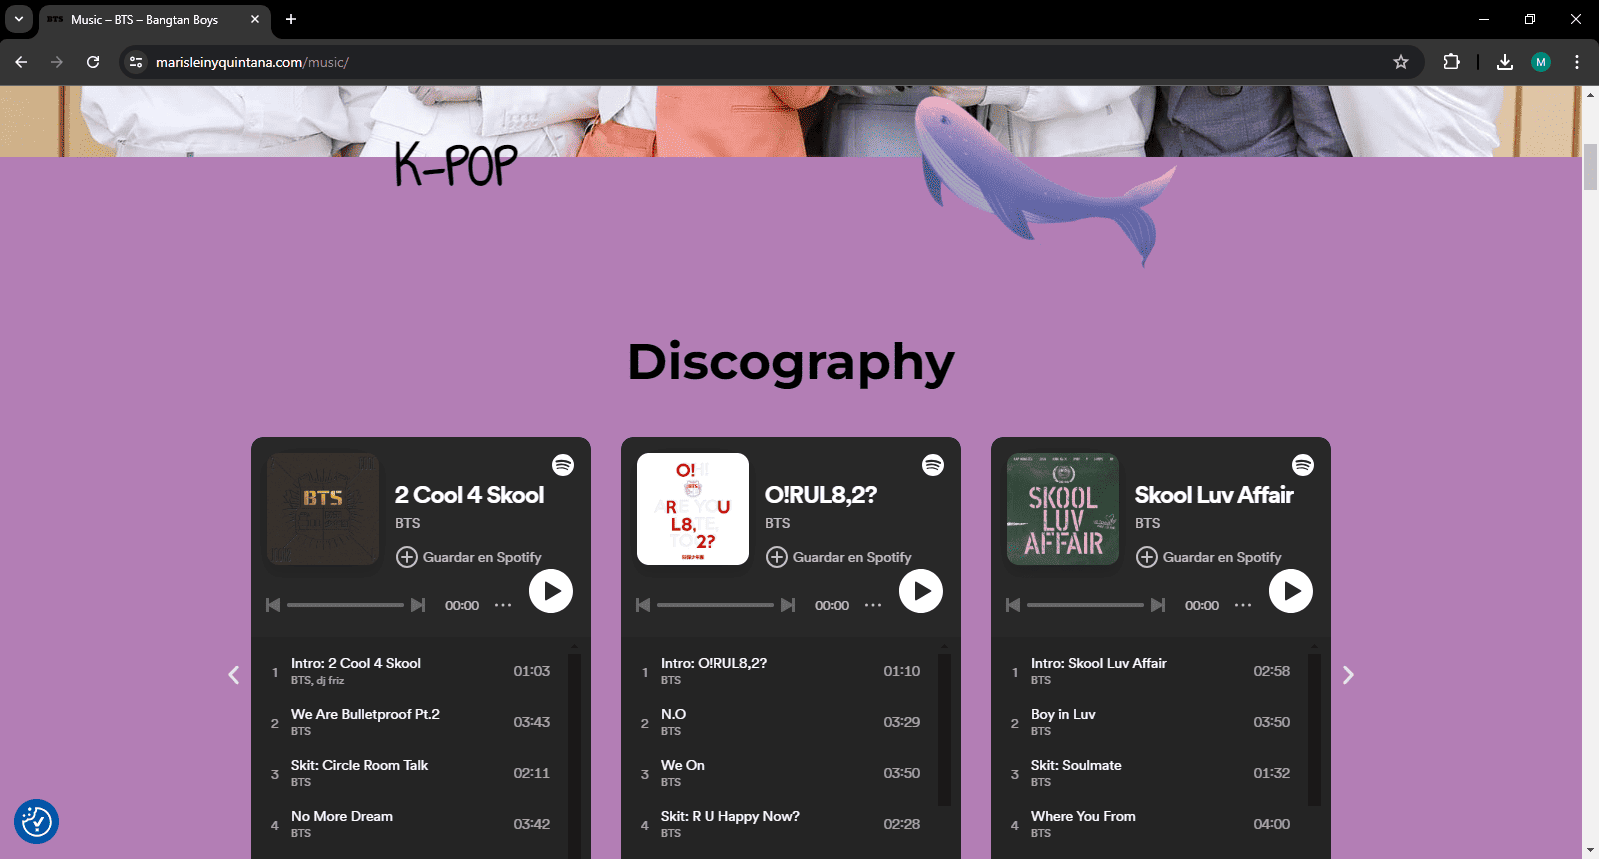 BTS Music – BTS – Bangtan Boys
marisleinyquintana.com/music/
M
K-POP
Discography
BTS
2 Cool 4 Skool
BTS
Guardar en Spotify
00:00
1 Intro: 2 Cool 4 Skool 01:03
BTS, dj friz
2 We Are Bulletproof Pt.2 03:43
BTS
3 Skit: Circle Room Talk 02:11
BTS
4 No More Dream 03:42
BTS
O!
BTS
R U
L8,
2?
O!RUL8,2?
BTS
Guardar en Spotify
00:00
1 Intro: O!RUL8,2? 01:10
BTS
2 N.O 03:29
BTS
3 We On 03:50
BTS
4 Skit: R U Happy Now? 02:28
BTS
SKOOL
LUV
AFFAIR
Skool Luv Affair
BTS
Guardar en Spotify
00:00
1 Intro: Skool Luv Affair 02:58
BTS
2 Boy in Luv 03:50
BTS
3 Skit: Soulmate 01:32
BTS
4 Where You From 04:00
BTS